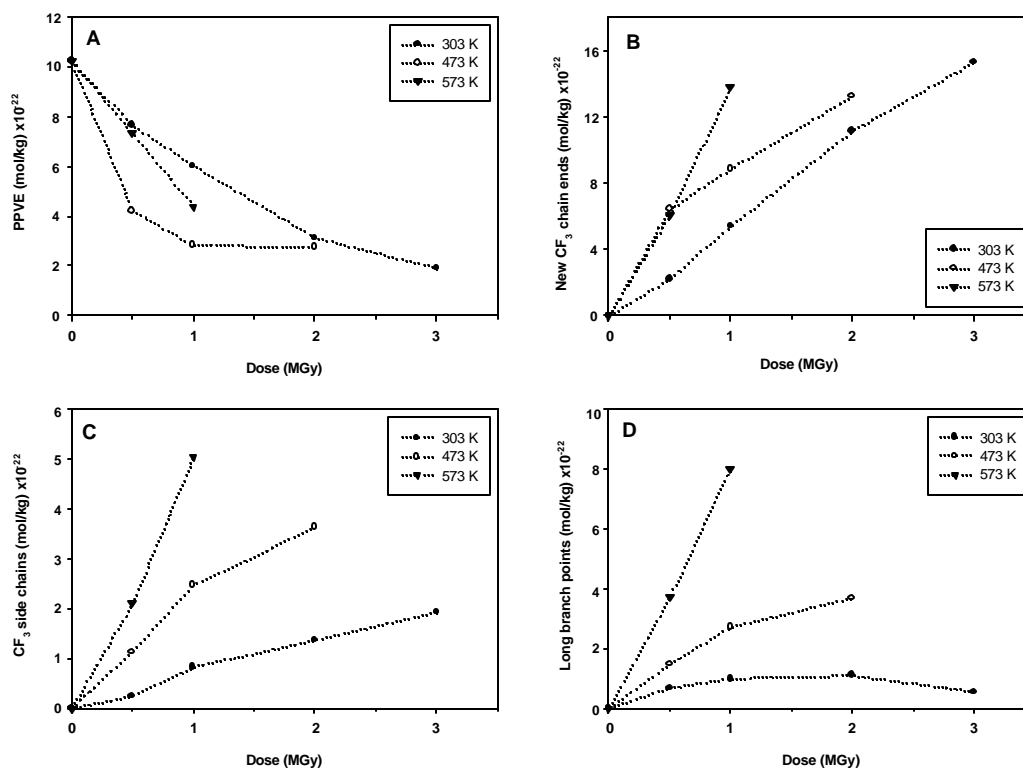 A
PPVE (mol/kg) x10⁻²²
12
10
8
6
4
2
0
0 1 2 3
Dose (MGy)
303 K
473 K
573 K
B
New CF₃ chain ends (mol/kg) x10⁻²²
16
12
8
4
0
0 1 2 3
Dose (MGy)
303 K
473 K
573 K
C
CF₃ side chains (mol/kg) x10⁻²²
6
5
4
3
2
1
0
0 1 2 3
Dose (MGy)
303 K
473 K
573 K
D
Long branch points (mol/kg) x10⁻²²
10
8
6
4
2
0
0 1 2 3
Dose (MGy)
303 K
473 K
573 K